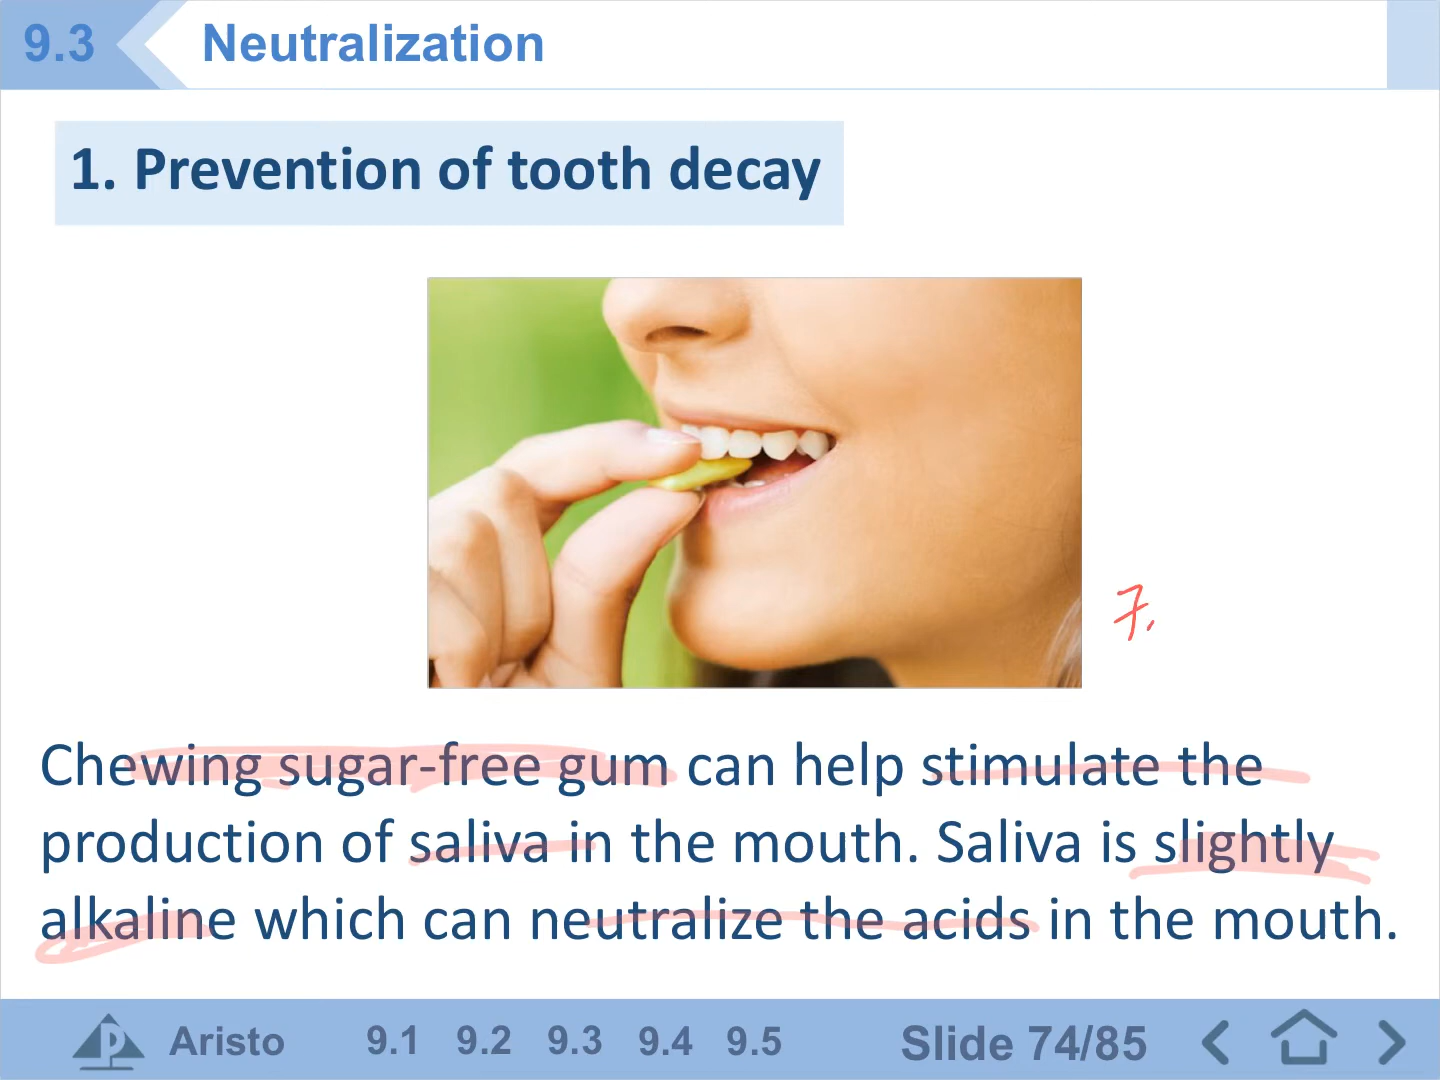 9.3 Neutralization
1. Prevention of tooth decay
7.
Chewing sugar-free gum can help stimulate the
production of saliva in the mouth. Saliva is slightly
alkaline which can neutralize the acids in the mouth.
Aristo 9.1 9.2 9.3 9.4 9.5 Slide 74/85